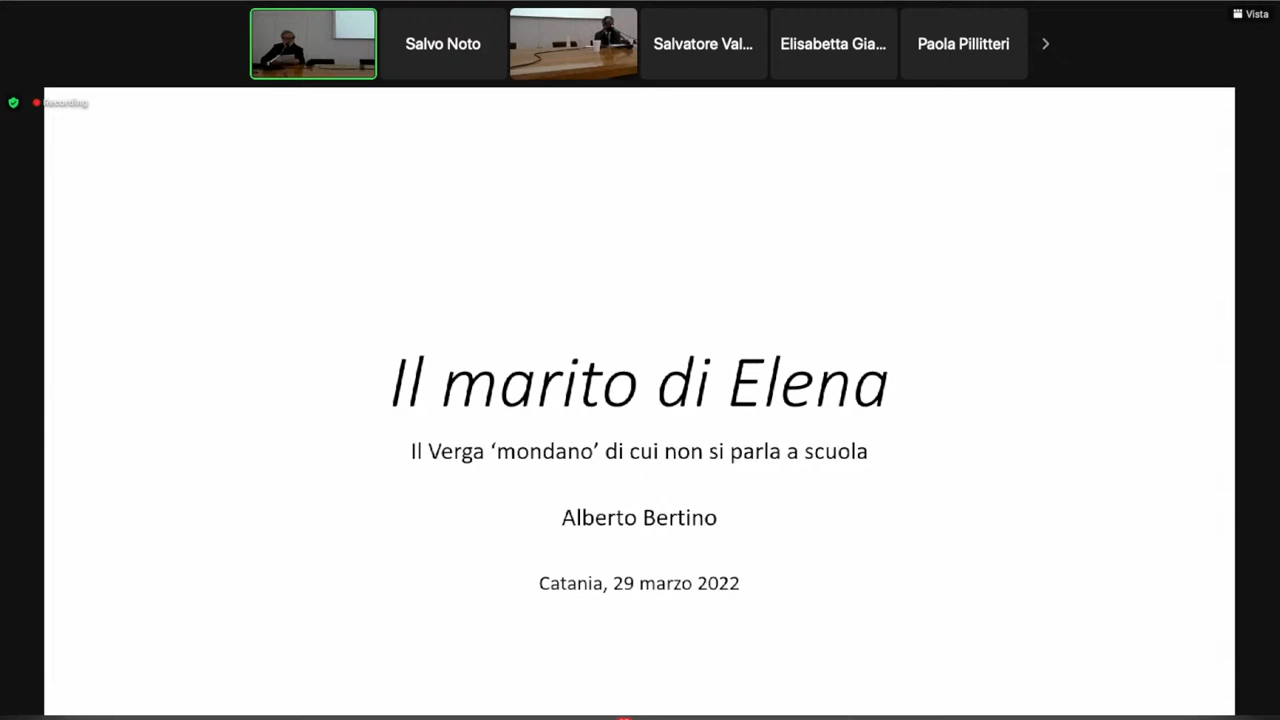 Vista
Salvo Noto
Salvatore Val...
Elisabetta Gia...
Paola Pillitteri
Recording
Il marito di Elena
Il Verga ‘mondano’ di cui non si parla a scuola
Alberto Bertino
Catania, 29 marzo 2022